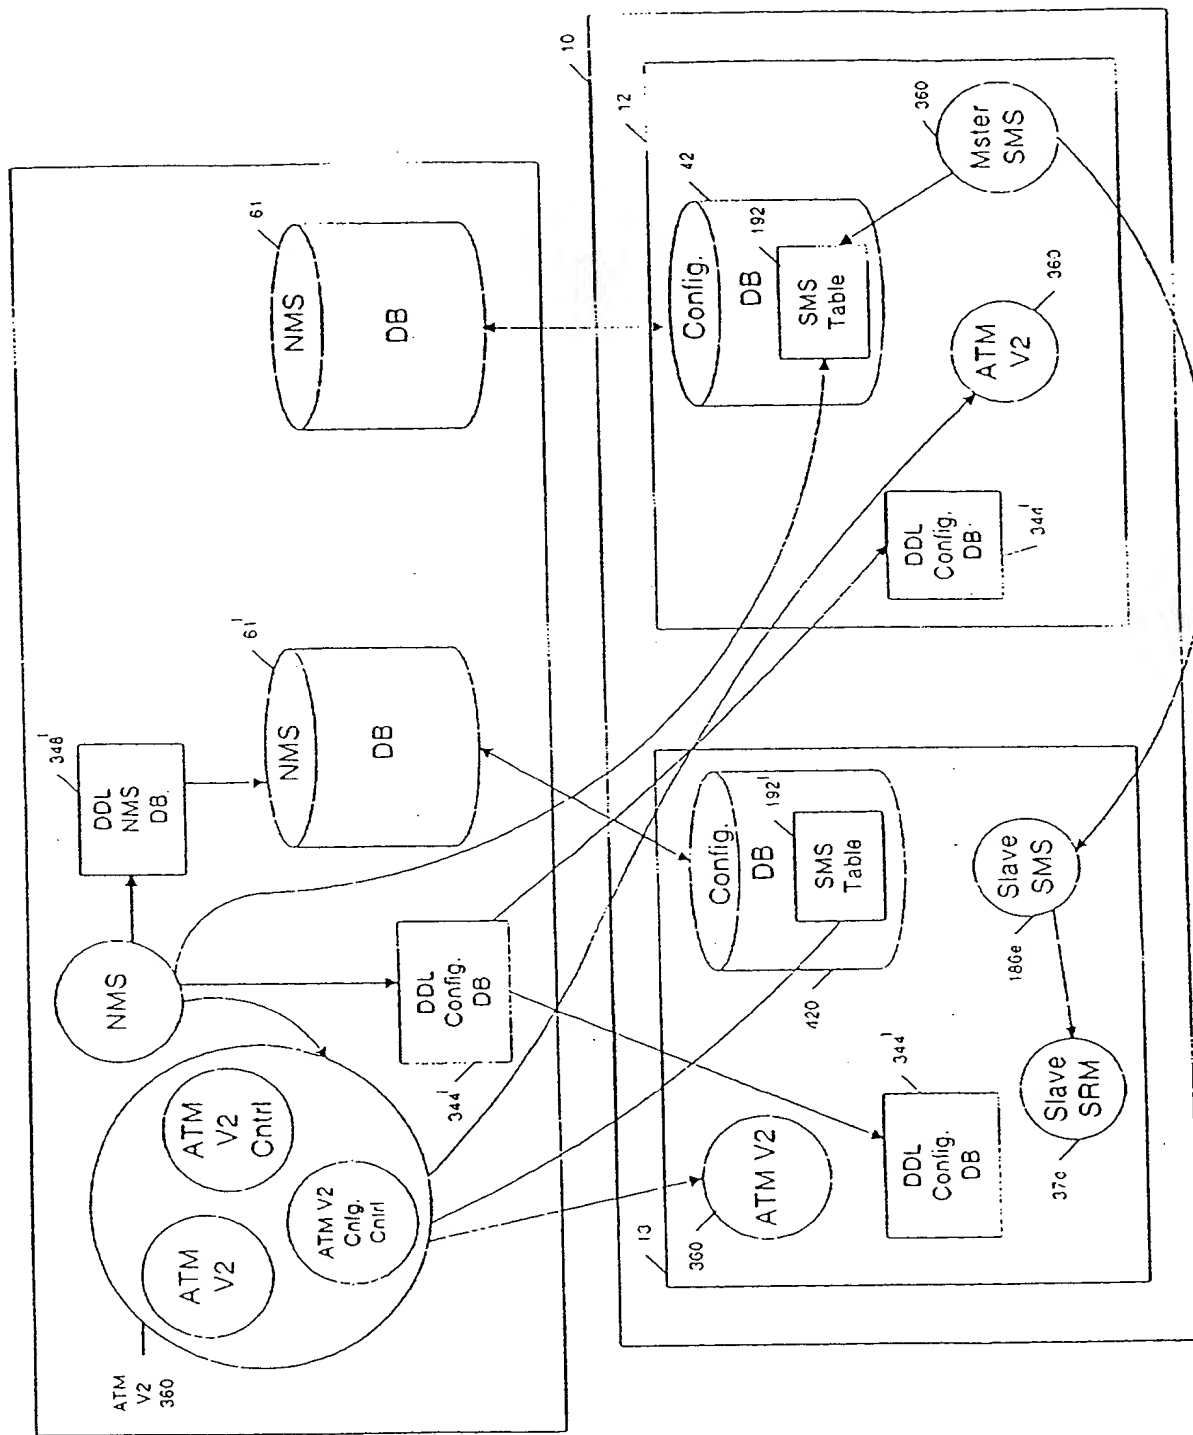 ATM
V2
360
ATM
V2
ATM
V2
Cntrl
ATM V2
Cnfg.
Cntrl
NMS
DDL
NMS
DB.
348'
DDL
Config.
DB
344'
NMS
DB
61'
NMS
DB
61
10
13
ATM V2
360
DDL
Config.
DB
344'
Slave
SRM
37c
Slave
SMS
186e
Config.
DB
SMS
Table
192'
420
12
Config.
DB
SMS
Table
192
42
DDL
Config.
DB.
344'
ATM
V2
360
Mster
SMS
360